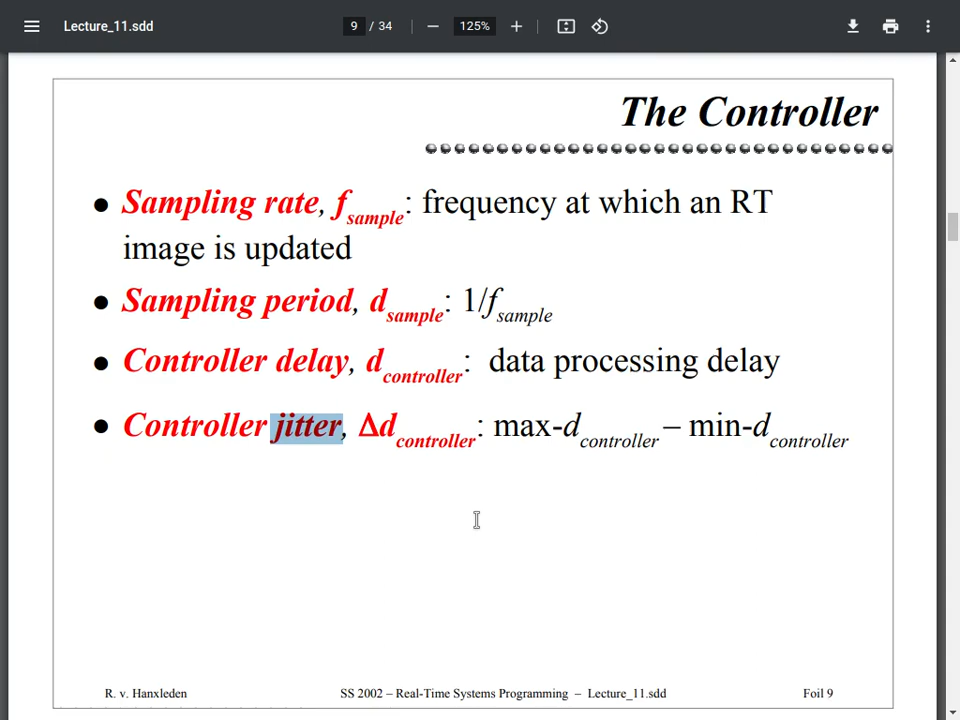 Lecture_11.sdd
9 / 34
125%
The Controller
● Sampling rate, fsample: frequency at which an RT
image is updated
● Sampling period, dsample: 1/fsample
● Controller delay, dcontroller: data processing delay
● Controller jitter, Δdcontroller: max-dcontroller – min-dcontroller
R. v. Hanxleden
SS 2002 – Real-Time Systems Programming – Lecture_11.sdd
Foil 9